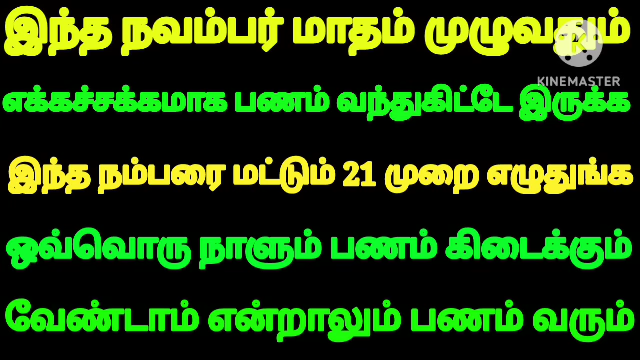 இந்த நவம்பர் மாதம் முழுவதும்
KINEMASTER
எக்கச்சக்கமாக பணம் வந்துகிட்டே இருக்க
இந்த நம்பரை மட்டும் 21 முறை எழுதுங்க
ஒவ்வொரு நாளும் பணம் கிடைக்கும்
வேண்டாம் என்றாலும் பணம் வரும்